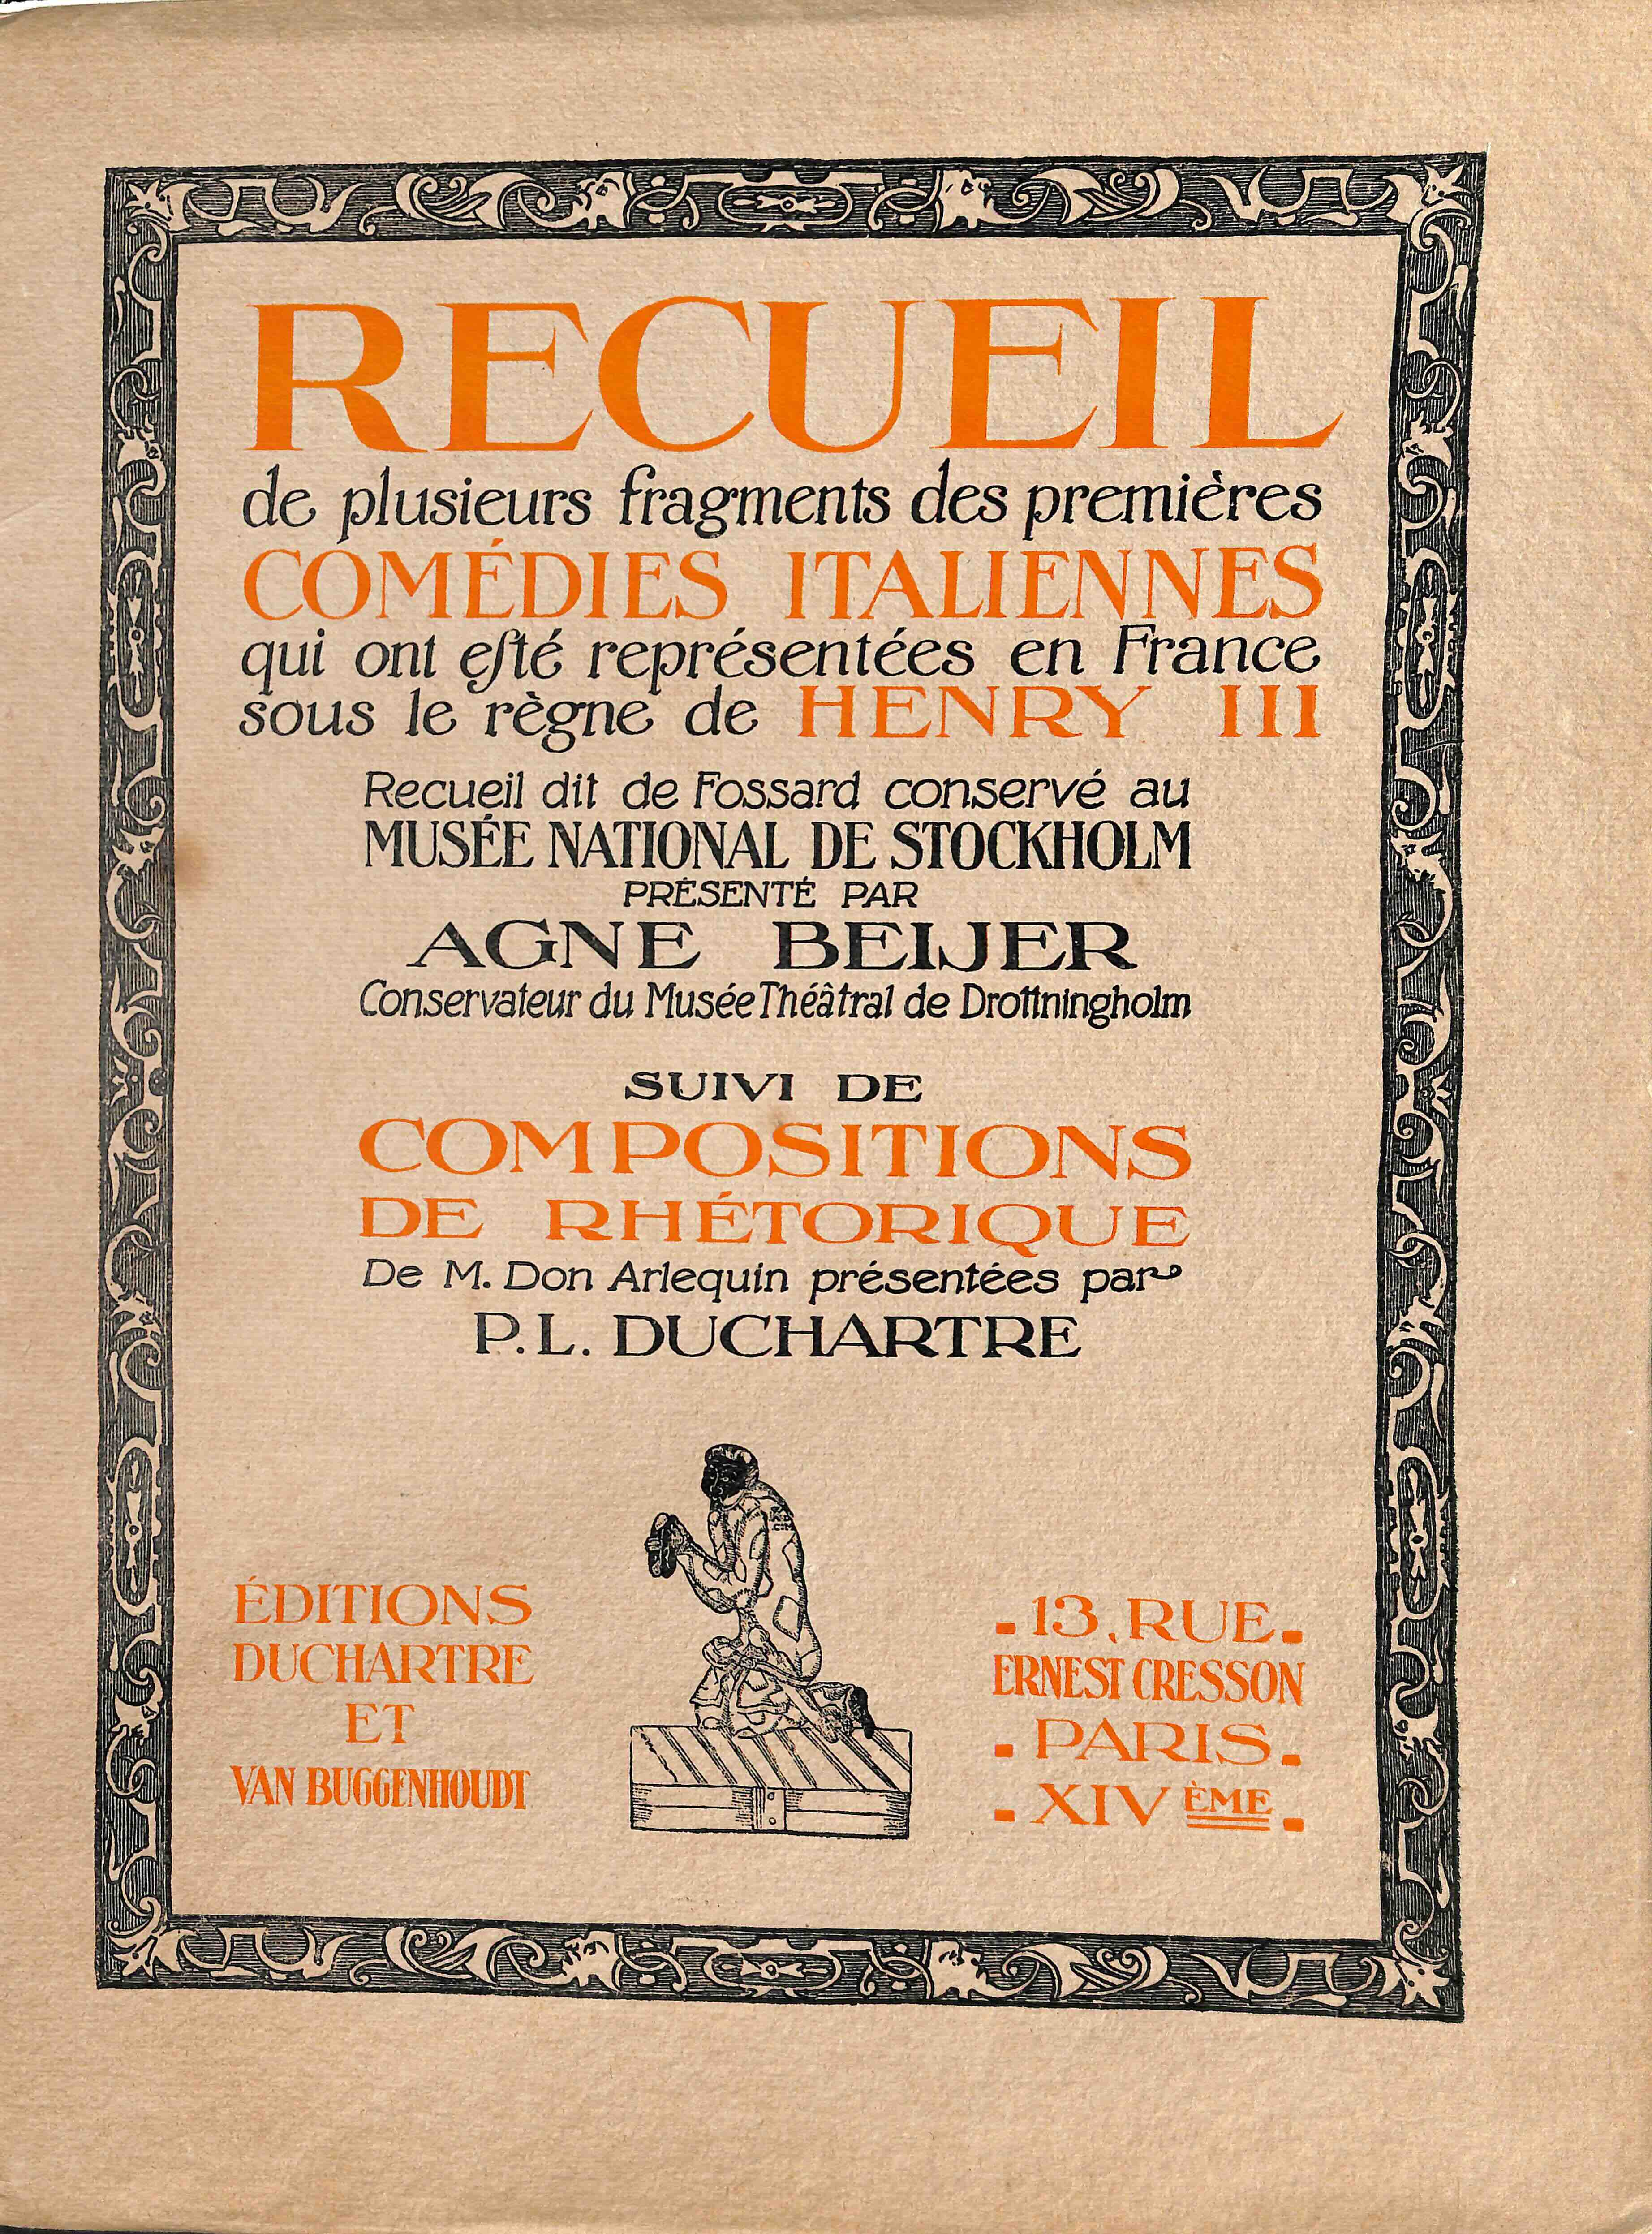 RECUEIL
de plusieurs fragments des premières
COMÉDIES ITALIENNES
qui ont eſté représentées en France
sous le règne de HENRY III
Recueil dit de Fossard conservé au
MUSÉE NATIONAL DE STOCKHOLM
PRÉSENTÉ PAR
AGNE BEIJER
Conservateur du Musée Théâtral de Drottningholm
SUIVI DE
COMPOSITIONS
DE RHÉTORIQUE
De M. Don Arlequin présentées par
P.L. DUCHARTRE
ÉDITIONS
DUCHARTRE
ET
VAN BUGGENHOUDT
13, RUE
ERNEST CRESSON
PARIS
XIV ÈME